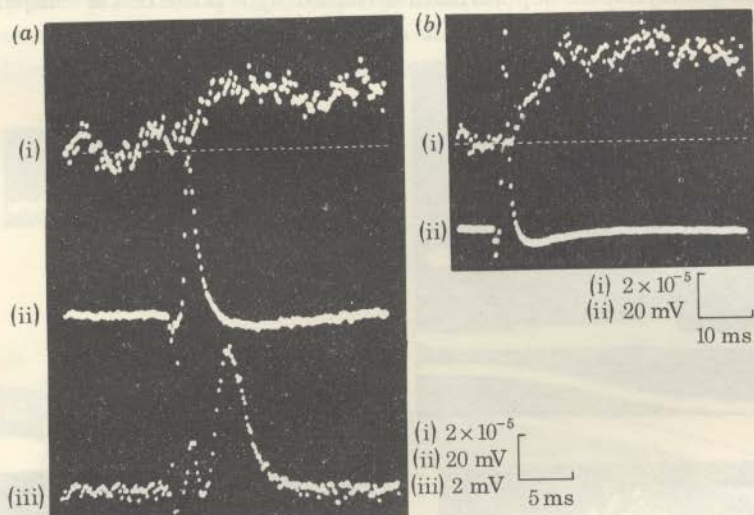 (a)
(i)
(ii)
(iii)
(i) 2 × 10⁻⁵
(ii) 20 mV
(iii) 2 mV
5 ms
(b)
(i)
(ii)
(i) 2 × 10⁻⁵
(ii) 20 mV
10 ms